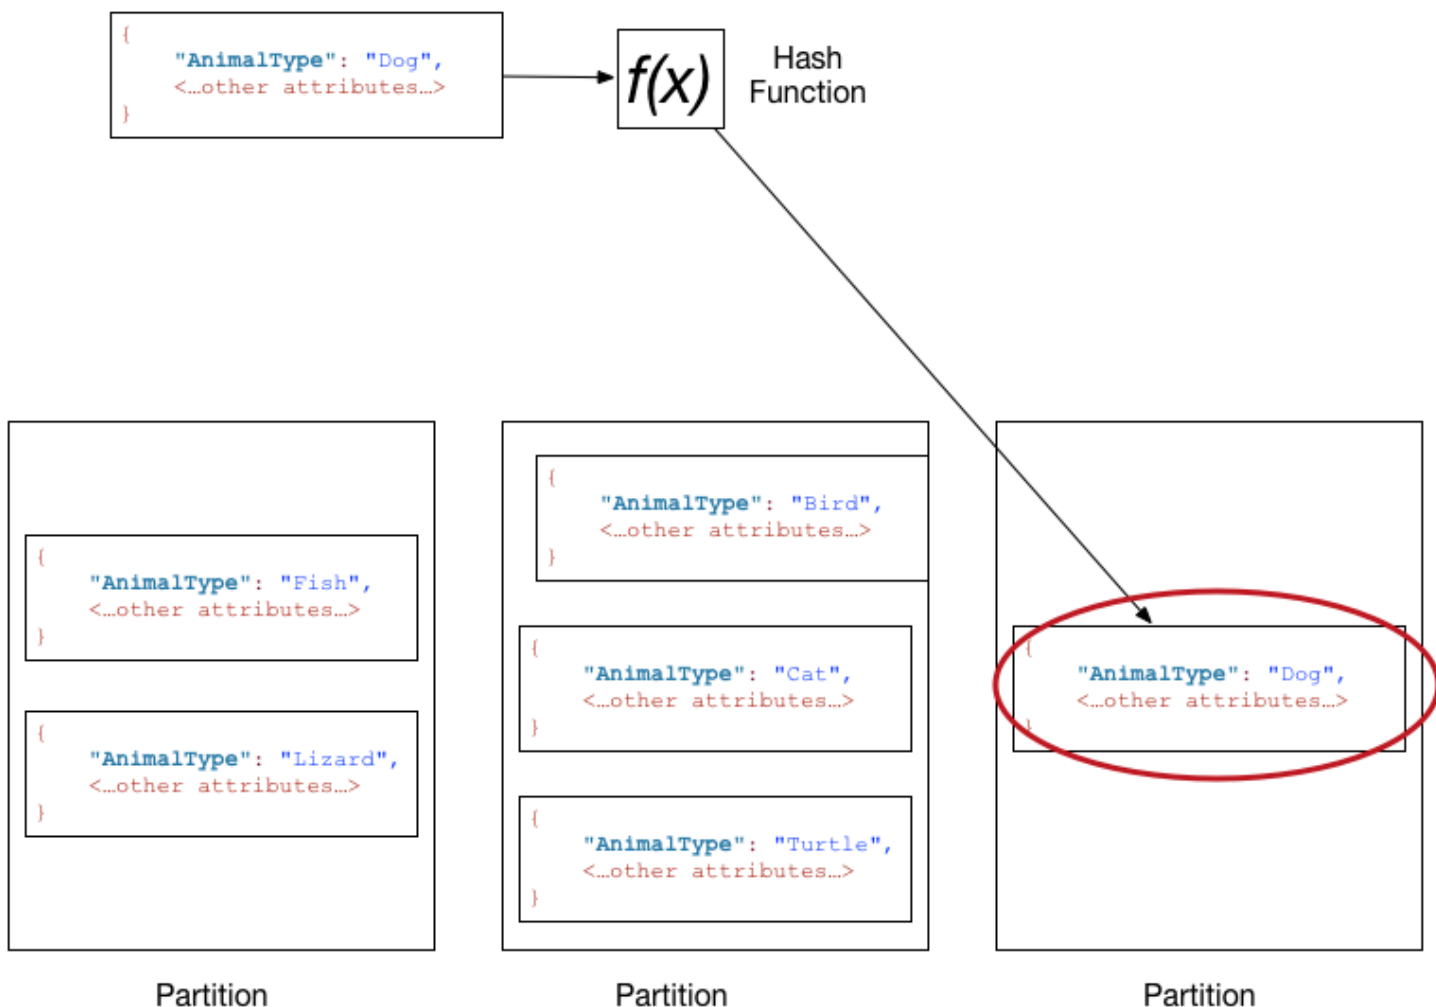 {
"AnimalType": "Dog",
<…other attributes…>
}
f(x)
Hash
Function
{
"AnimalType": "Fish",
<…other attributes…>
}
{
"AnimalType": "Lizard",
<…other attributes…>
}
Partition
{
"AnimalType": "Bird",
<…other attributes…>
}
{
"AnimalType": "Cat",
<…other attributes…>
}
{
"AnimalType": "Turtle",
<…other attributes…>
}
Partition
{
"AnimalType": "Dog",
<…other attributes…>
}
Partition